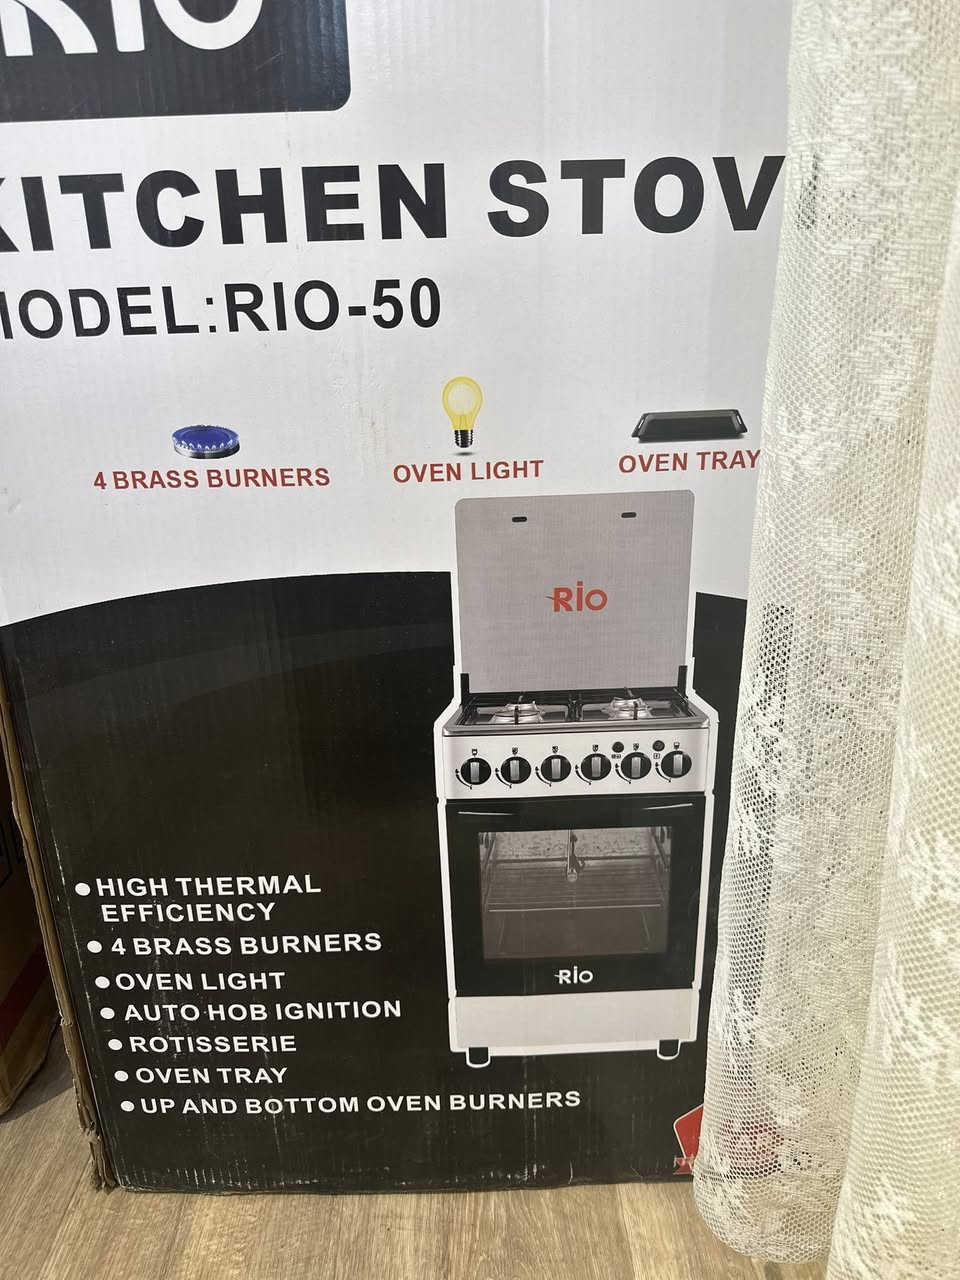 RIO
KITCHEN STOV
MODEL:RIO-50
4 BRASS BURNERS
OVEN LIGHT
OVEN TRAY
RiO
RiO
●HIGH THERMAL
EFFICIENCY
● 4 BRASS BURNERS
●OVEN LIGHT
● AUTO HOB IGNITION
●ROTISSERIE
●OVEN TRAY
●UP AND BOTTOM OVEN BURNERS